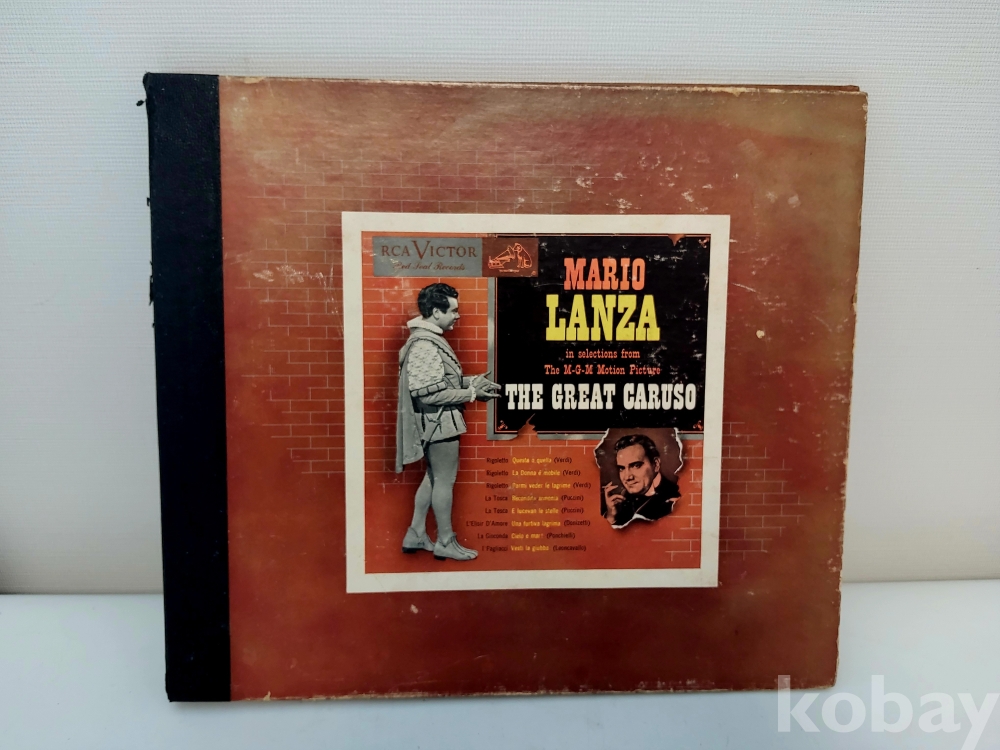 RCA VICTOR
Red Seal Records
MARIO
LANZA
in selections from
The M-G-M Motion Picture
THE GREAT CARUSO
Rigoletto Questa o quella (Verdi)
Rigoletto La Donna è mobile (Verdi)
Rigoletto Parmi veder le lagrime (Verdi)
La Tosca Recondita armonia (Puccini)
La Tosca E lucevan le stelle (Puccini)
L'Elisir D'Amore Una furtiva lagrima (Donizetti)
La Gioconda Cielo e mar! (Ponchielli)
I Pagliacci Vesti la giubba (Leoncavallo)
kobay